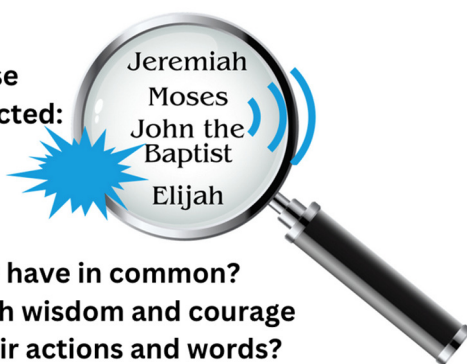 Jeremiah
se
Moses
cted:
John the
Baptist
Elijah
have in common?
h wisdom and courage
ir actions and words?